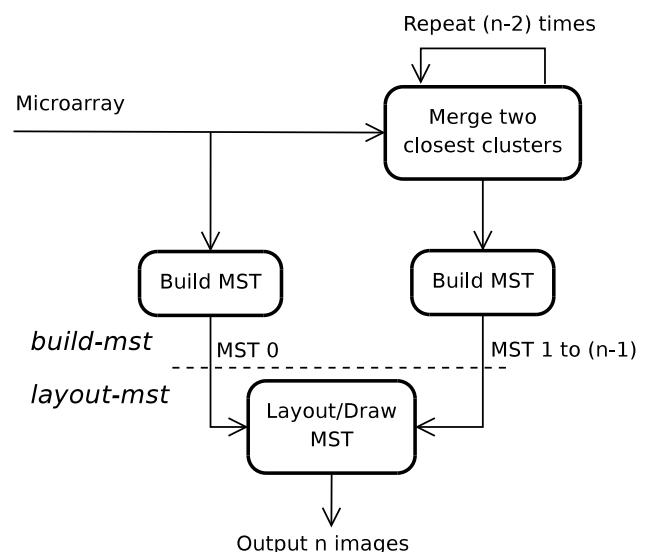 Repeat (n-2) times
Microarray
Merge two
closest clusters
Build MST
Build MST
build-mst
MST 0
MST 1 to (n-1)
layout-mst
Layout/Draw
MST
Output n images